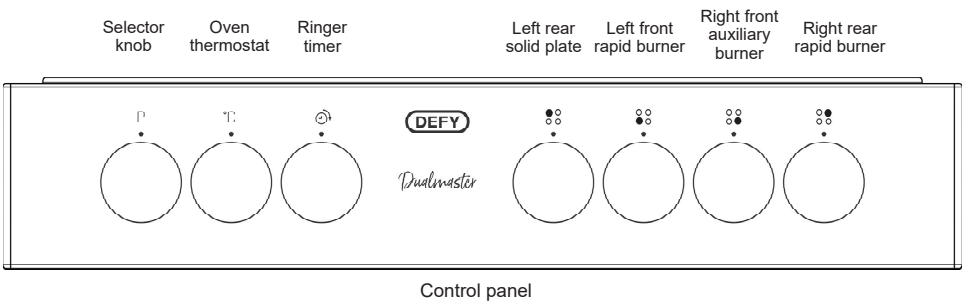 Selector
knob
Oven
thermostat
Ringer
timer
Left rear
solid plate
Left front
rapid burner
Right front
auxiliary
burner
Right rear
rapid burner
DEFY
Dualmaster
Control panel